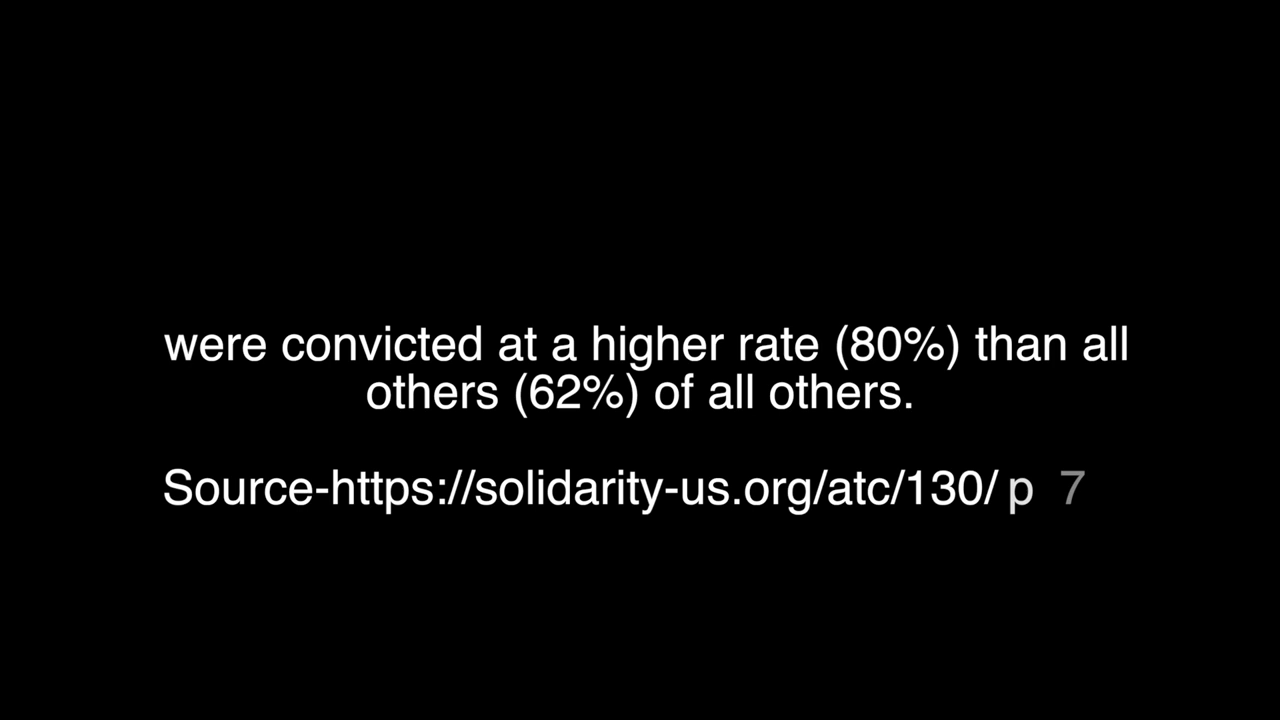 were convicted at a higher rate (80%) than all
others (62%) of all others.
Source-https://solidarity-us.org/atc/130/ p 7